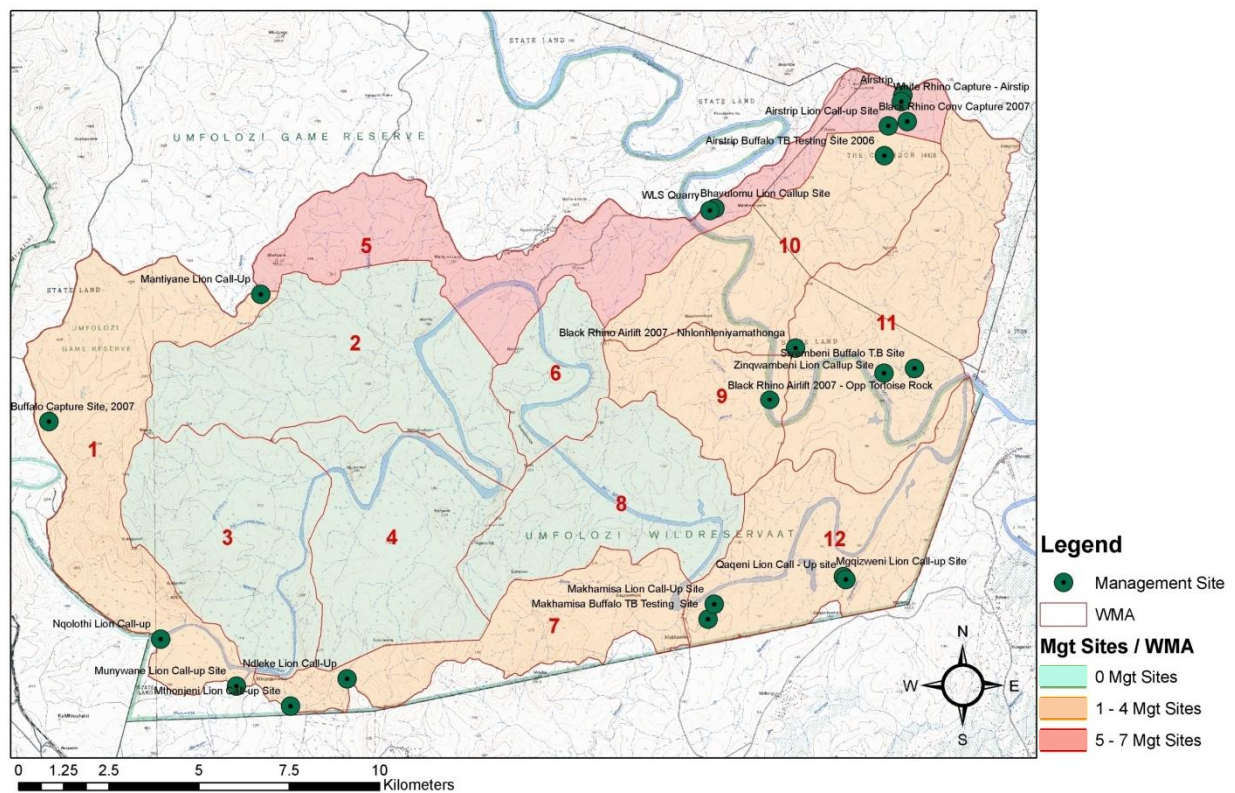 STATE LAND
UMFOLOZI GAME RESERVE
STATE LAND
Airstrip
White Rhino Capture - Airstip
Black Rhino Conv Capture 2007
Airstrip Lion Call-up Site
Airstrip Buffalo TB Testing Site 2006
WLS Quarry
Bhayulomu Lion Callup Site
10
5
Mantiyane Lion Call-Up
STATE LAND
UMFOLOZI
GAME RESERVE
2
11
Black Rhino Airlift 2007 - Nhlonhleniyamathonga
Siyembeni Buffalo T.B Site
Zinqwambeni Lion Callup Site
6
Black Rhino Airlift 2007 - Opp Tortoise Rock
9
Buffalo Capture Site, 2007
1
8
3
4
UMFOLOZI - WILDRESERVAAT
12
Qaqeni Lion Call - Up site
Mgqizweni Lion Call-up Site
Makhamisa Lion Call-Up Site
Makhamisa Buffalo TB Testing Site
7
Nqolothi Lion Call-up
Munywane Lion Call-up Site
Ndleke Lion Call-Up
Mthonjeni Lion Call-up Site
STATE
LAND
N
W
E
S
Legend
Management Site
WMA
Mgt Sites / WMA
0 Mgt Sites
1 - 4 Mgt Sites
5 - 7 Mgt Sites
0 1.25 2.5 5 7.5 10
Kilometers